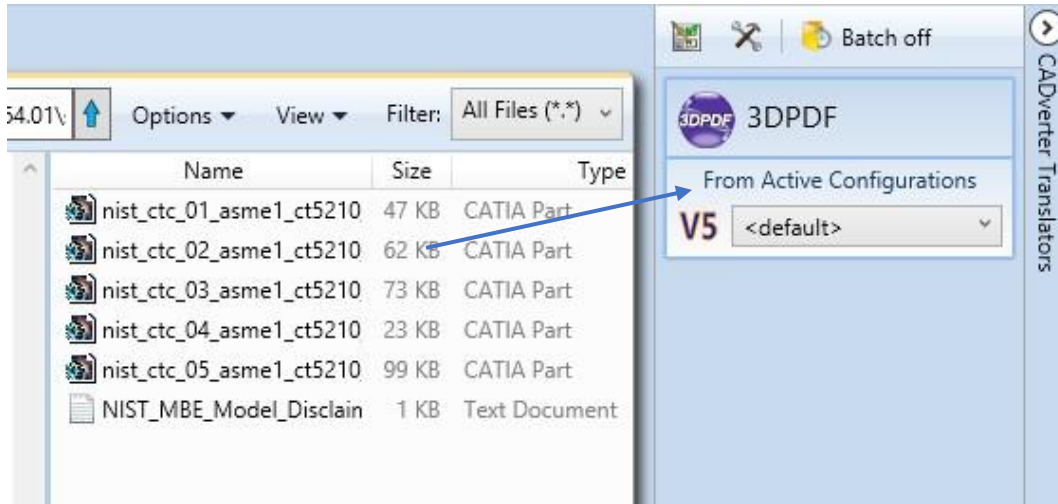 Batch off
54.01\
Options
View
Filter:
All Files (*.*)
Name Size Type
nist_ctc_01_asme1_ct5210 47 KB CATIA Part
nist_ctc_02_asme1_ct5210 62 KB CATIA Part
nist_ctc_03_asme1_ct5210 73 KB CATIA Part
nist_ctc_04_asme1_ct5210 23 KB CATIA Part
nist_ctc_05_asme1_ct5210 99 KB CATIA Part
NIST_MBE_Model_Disclain 1 KB Text Document
3DPDF 3DPDF
From Active Configurations
V5 <default>
CADverter Translators